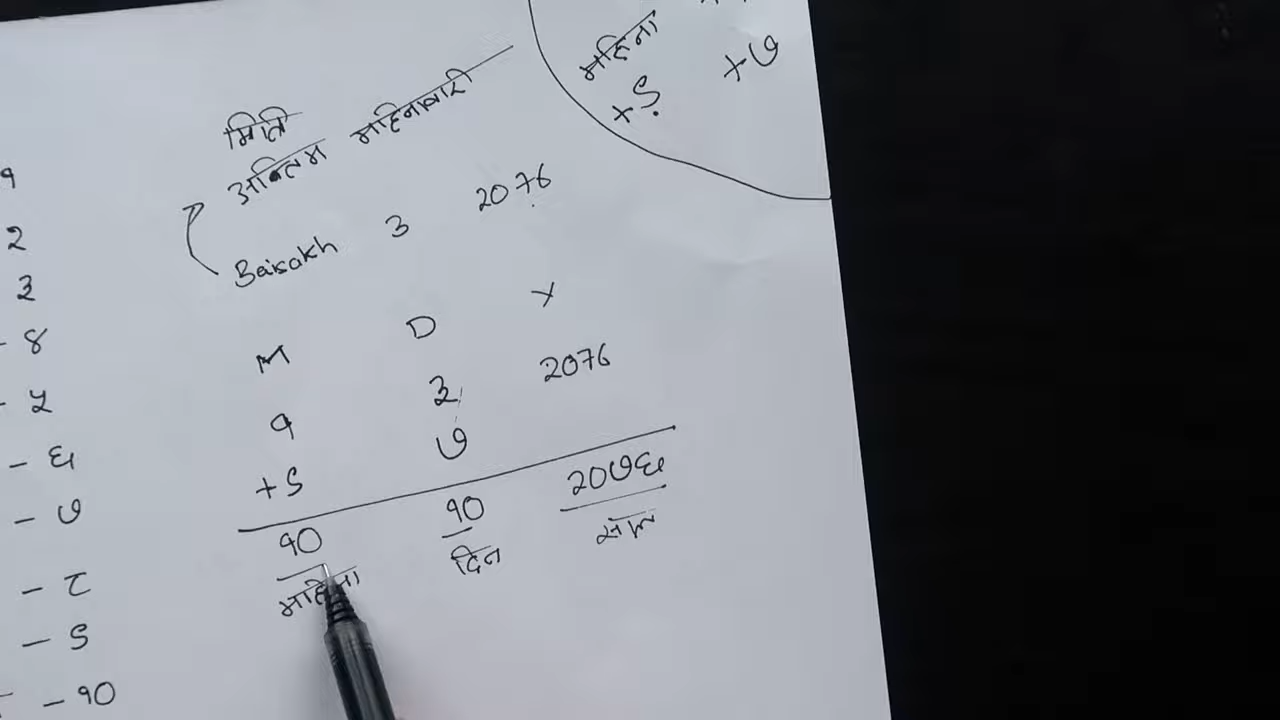 महिना
+९ +७
मिति
अन्तिम महिनावारी
Baisakh 3 2076
M D Y
१ ३ 2076
+९ ७
१० १० २०७६
महिना दिन साल
१
२
३
- ४
- ५
- ६
- ७
- ८
- ९
- १०